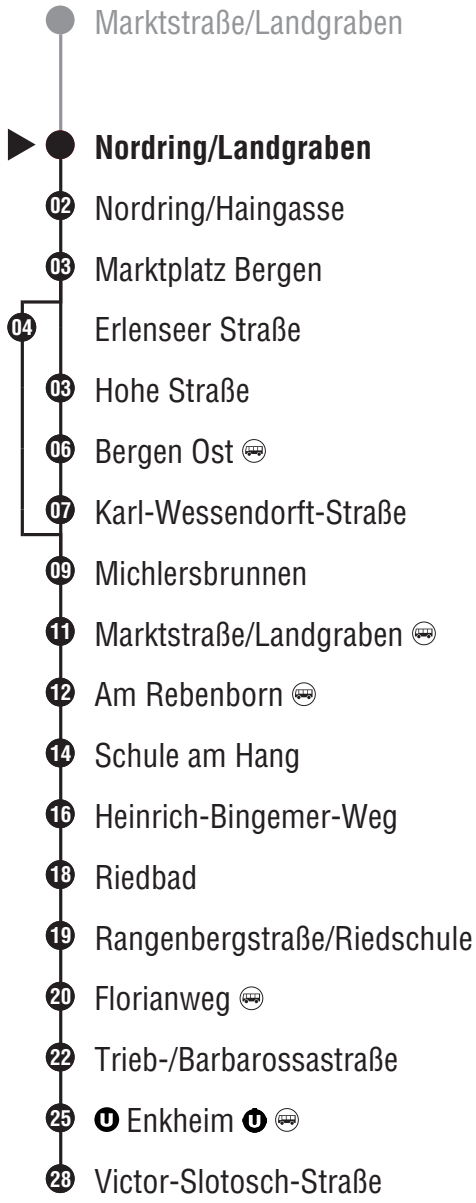 Marktstraße/Landgraben
Nordring/Landgraben
02 Nordring/Haingasse
03 Marktplatz Bergen
04 Erlenseer Straße
03 Hohe Straße
06 Bergen Ost
07 Karl-Wessendorft-Straße
09 Michlersbrunnen
11 Marktstraße/Landgraben
12 Am Rebenborn
14 Schule am Hang
16 Heinrich-Bingemer-Weg
18 Riedbad
19 Rangenbergstraße/Riedschule
20 Florianweg
22 Trieb-/Barbarossastraße
25 U Enkheim U
28 Victor-Slotosch-Straße